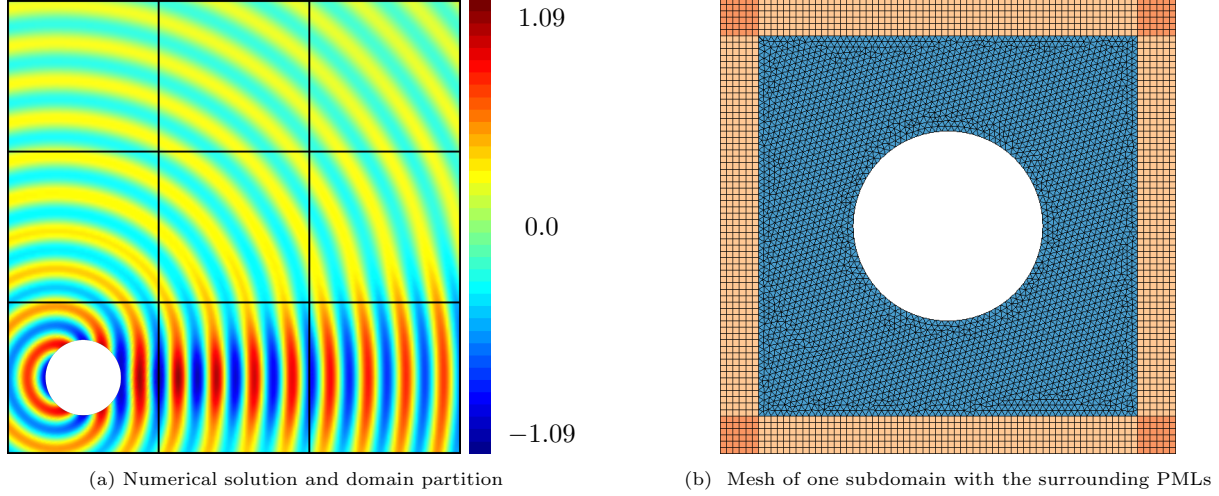 1.09
0.0
−1.09
(a) Numerical solution and domain partition
(b) Mesh of one subdomain with the surrounding PMLs